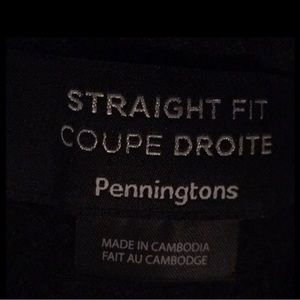 STRAIGHT FIT
COUPE DROITE
Penningtons
MADE IN CAMBODIA
FAIT AU CAMBODGE